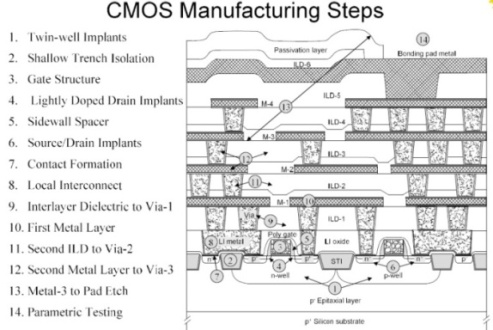 CMOS Manufacturing Steps
1. Twin-well Implants
2. Shallow Trench Isolation
3. Gate Structure
4. Lightly Doped Drain Implants
5. Sidewall Spacer
6. Source/Drain Implants
7. Contact Formation
8. Local Interconnect
9. Interlayer Dielectric to Via-1
10. First Metal Layer
11. Second ILD to Via-2
12. Second Metal Layer to Via-3
13. Metal-3 to Pad Etch
14. Parametric Testing
14
Passivation layer
Bonding pad metal
ILD-6
ILD-5
M-4
13
ILD-4
M-3
12
ILD-3
M-2
11
ILD-2
M-1
10
Via
9
ILD-1
Poly gate
8
LI metal
3
5
LI oxide
2
STI
7
4
6
n-well
p-well
1
p- Epitaxial layer
p+ Silicon substrate